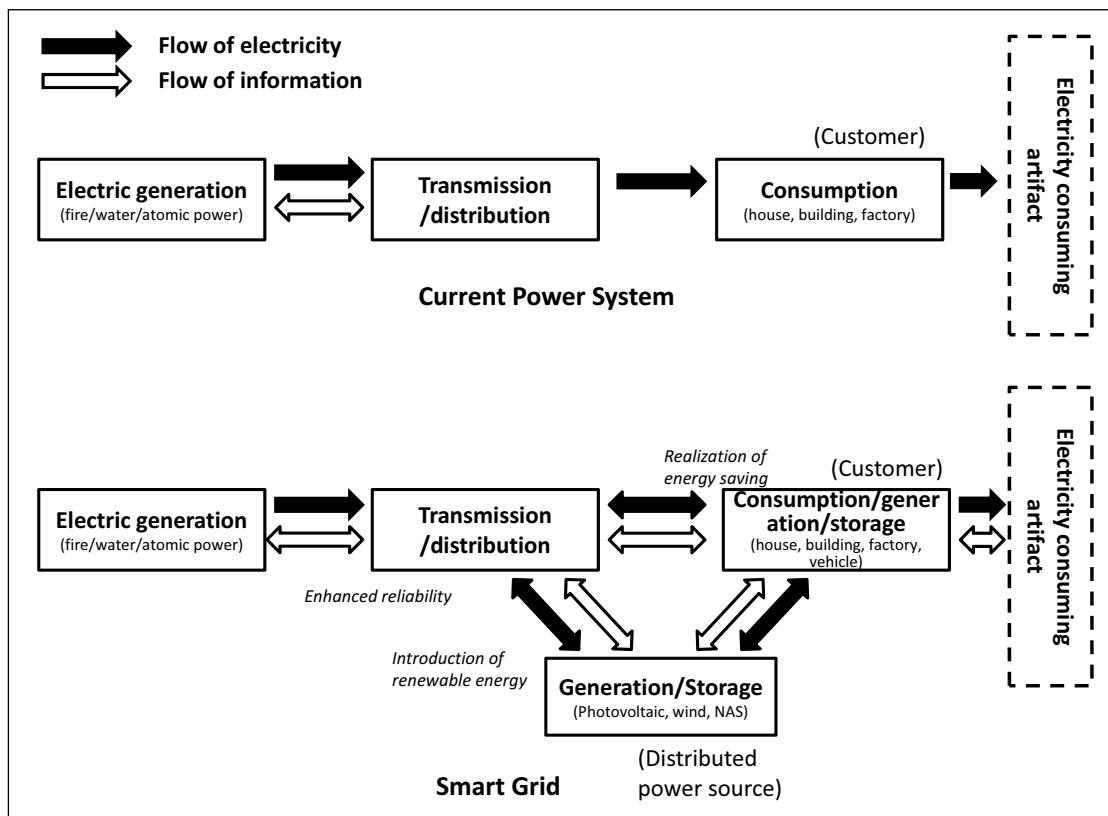 Flow of electricity
Flow of information
(Customer)
Electric generation
(fire/water/atomic power)
Transmission
/distribution
Consumption
(house, building, factory)
Electricity consuming
artifact
Current Power System
Realization of
energy saving
(Customer)
Electric generation
(fire/water/atomic power)
Transmission
/distribution
Consumption/gener
ation/storage
(house, building, factory,
vehicle)
Electricity consuming
artifact
Enhanced reliability
Introduction of
renewable energy
Generation/Storage
(Photovoltaic, wind, NAS)
(Distributed
power source)
Smart Grid